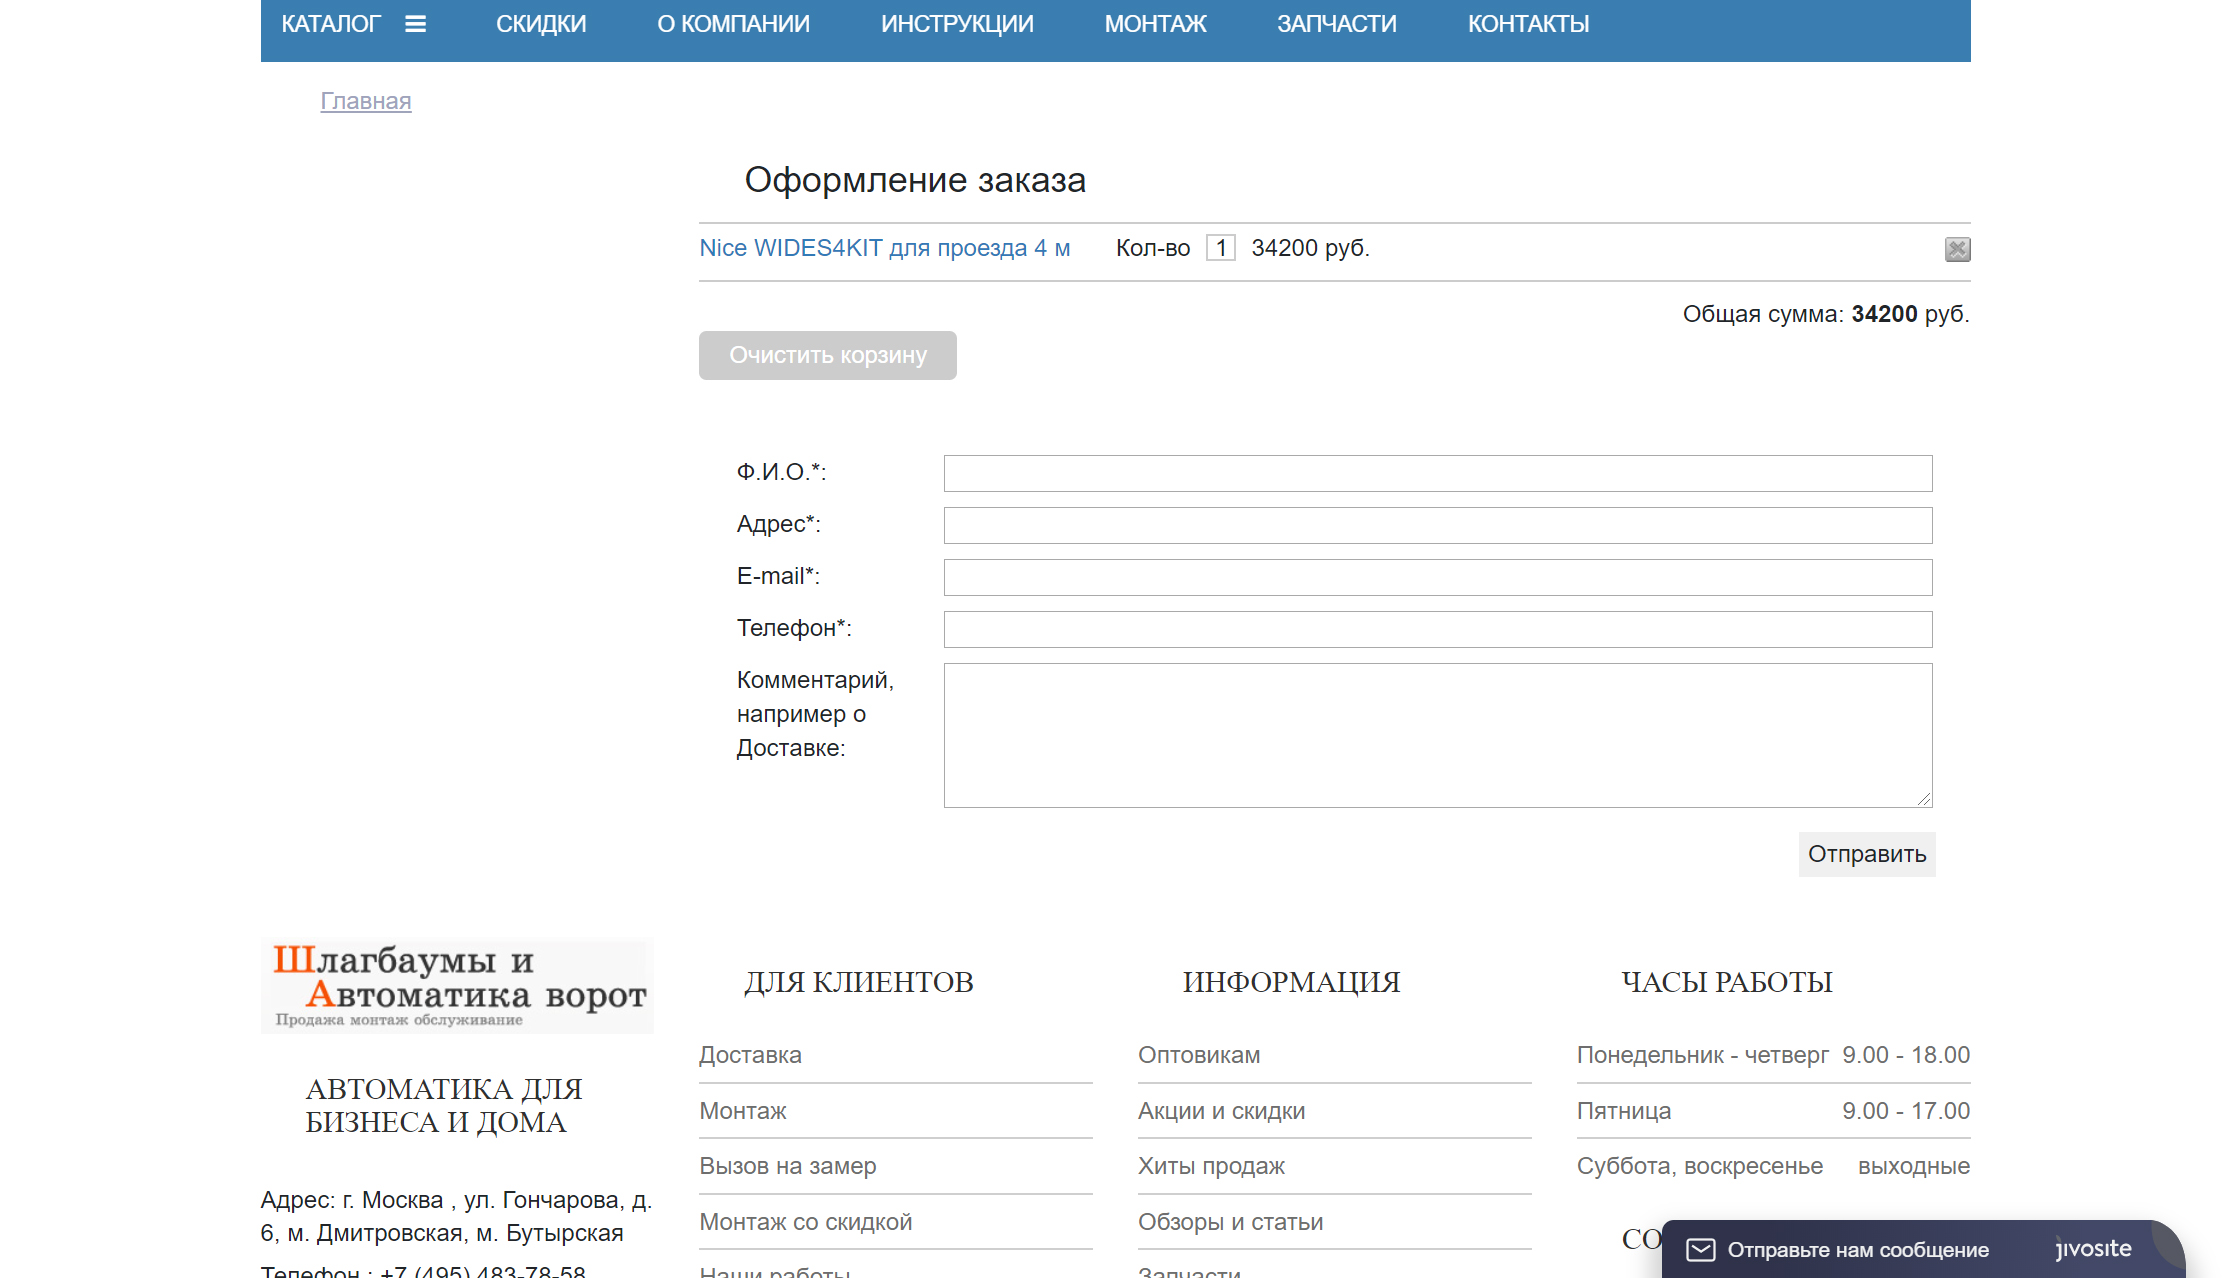 КАТАЛОГ СКИДКИ О КОМПАНИИ ИНСТРУКЦИИ МОНТАЖ ЗАПЧАСТИ КОНТАКТЫ
Главная
Оформление заказа
Nice WIDES4KIT для проезда 4 м Кол-во 1 34200 руб.
Общая сумма: 34200 руб.
Очистить корзину
Ф.И.О.*:
Адрес*:
E-mail*:
Телефон*:
Комментарий,
например о
Доставке:
Отправить
Шлагбаумы и
Автоматика ворот
Продажа монтаж обслуживание
АВТОМАТИКА ДЛЯ
БИЗНЕСА И ДОМА
Адрес: г. Москва , ул. Гончарова, д.
6, м. Дмитровская, м. Бутырская
Телефон : +7 (495) 483-78-58
ДЛЯ КЛИЕНТОВ
Доставка
Монтаж
Вызов на замер
Монтаж со скидкой
Наши работы
ИНФОРМАЦИЯ
Оптовикам
Акции и скидки
Хиты продаж
Обзоры и статьи
Запчасти
ЧАСЫ РАБОТЫ
Понедельник - четверг 9.00 - 18.00
Пятница 9.00 - 17.00
Суббота, воскресенье выходные
СО
Отправьте нам сообщение jivosite